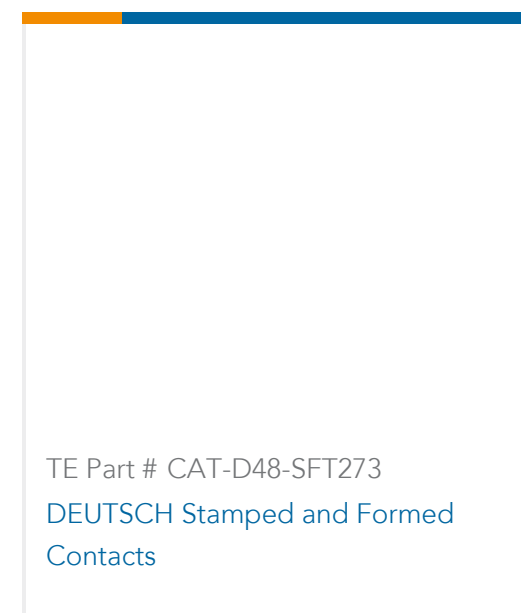 TE Part # CAT-D48-SFT273
DEUTSCH Stamped and Formed
Contacts